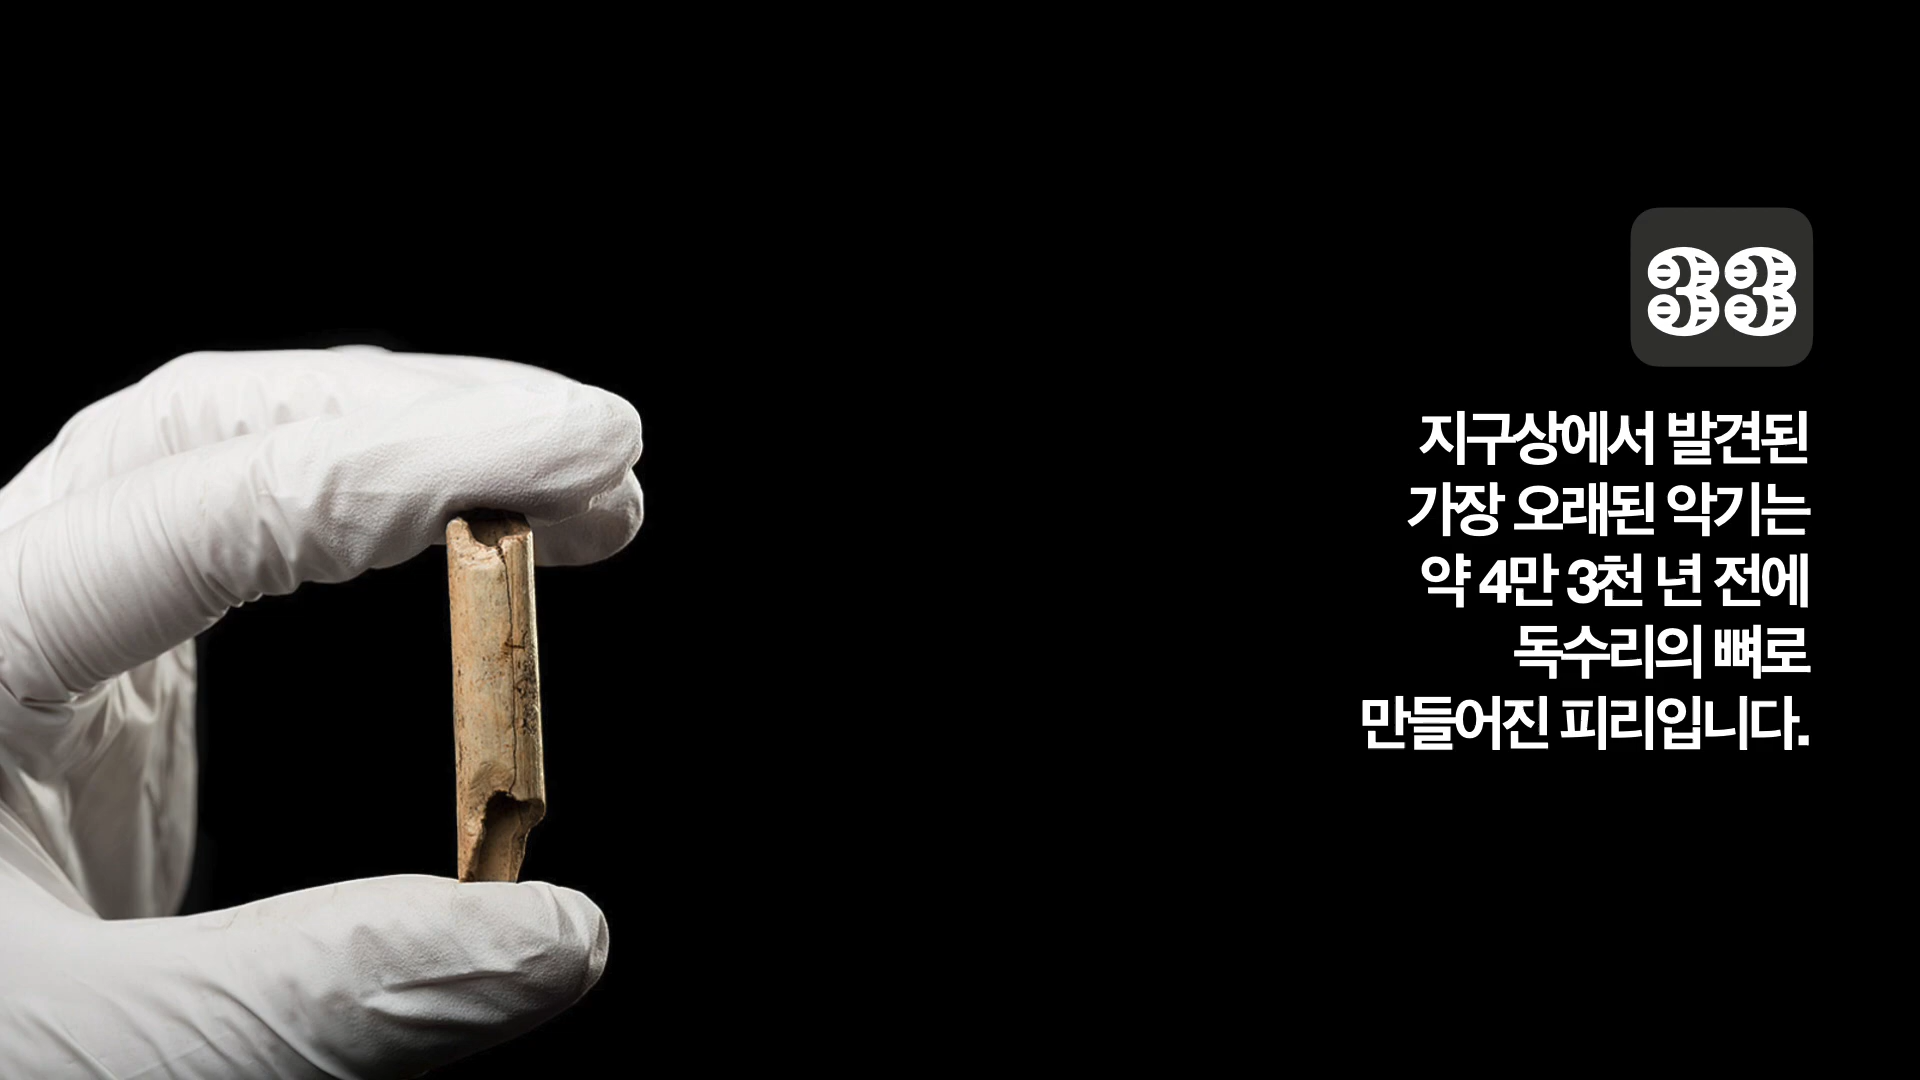 33
지구상에서 발견된
가장 오래된 악기는
약 4만 3천 년 전에
독수리의 뼈로
만들어진 피리입니다.